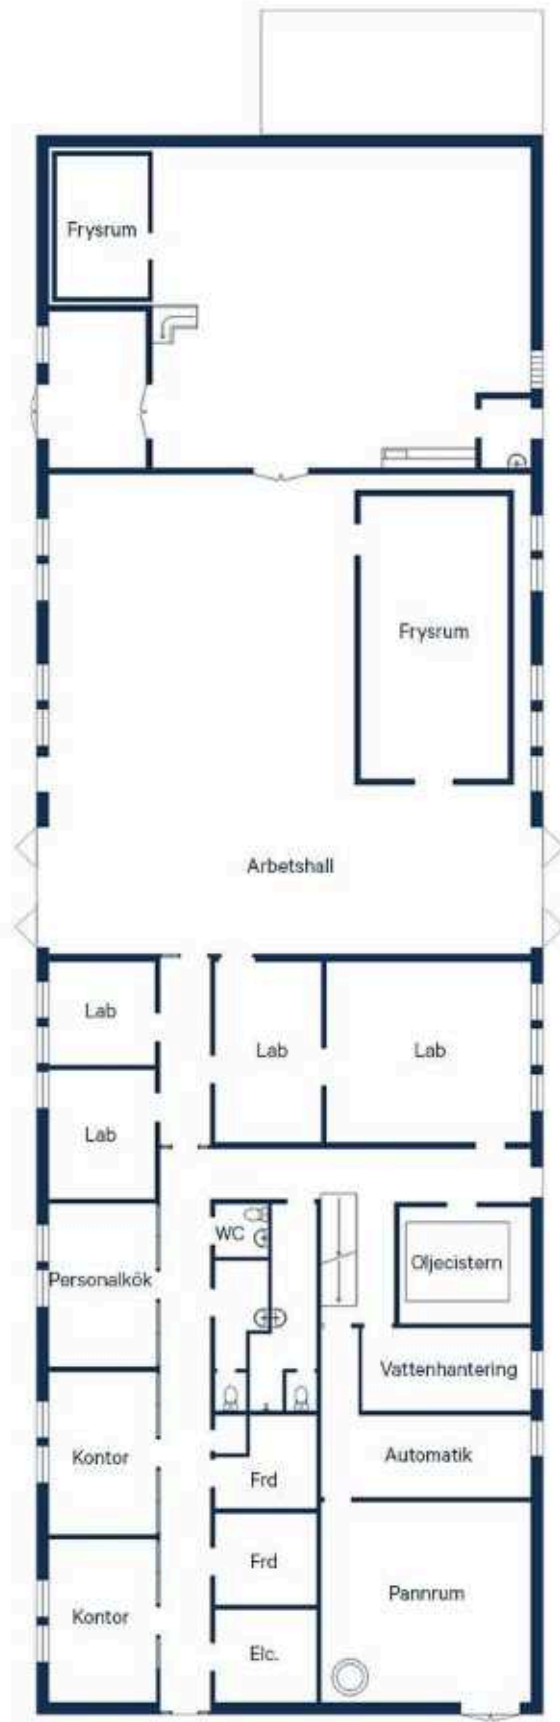 Frysrum
Frysrum
Arbetshall
Lab
Lab
Lab
Lab
WC
Personalkök
Oljecistern
Vattenhantering
Kontor
Automatik
Frd
Frd
Pannrum
Kontor
Elc.